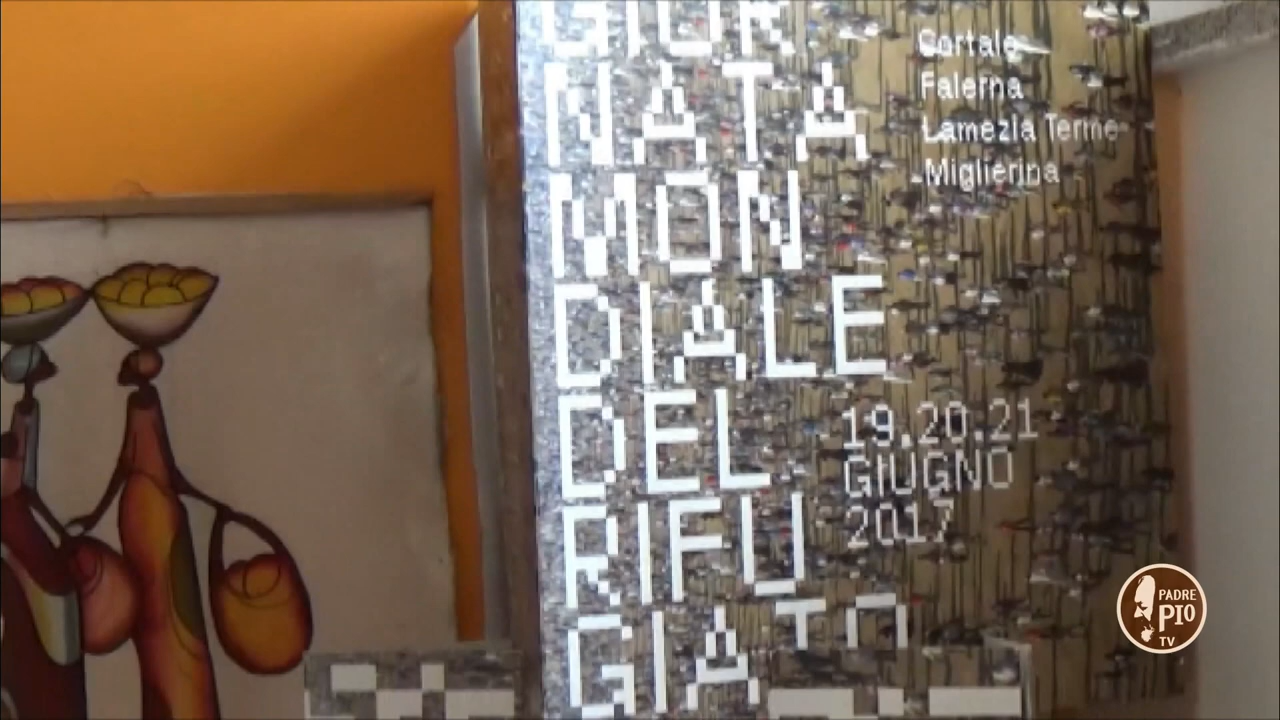 GIOR
NATA
MON
DIALE
DEL
RIFU
GIATO
Cortale
Falerna
Lamezia Terme
Miglierina
19.20.21
GIUGNO
2017
PADRE
PIO
TV